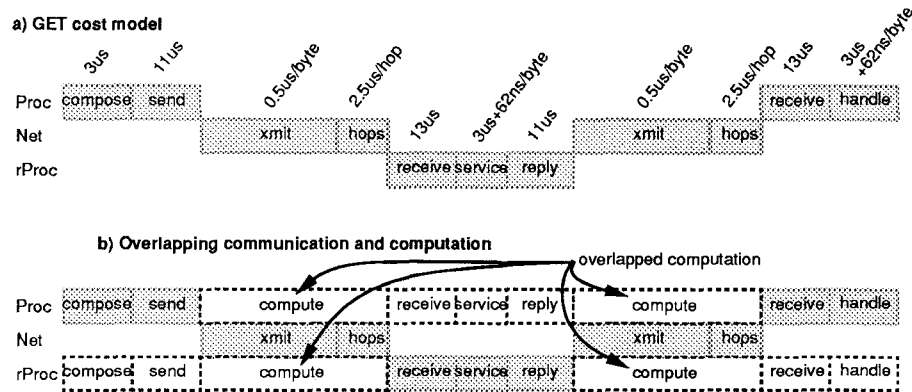 a) GET cost model
3us 11us 0.5us/byte 2.5us/hop 13us 3us+62ns/byte 11us 0.5us/byte 2.5us/hop 13us 3us +62ns/byte
Proc compose send receive handle
Net xmit hops xmit hops
rProc receive service reply
b) Overlapping communication and computation
overlapped computation
Proc compose send compute receive service reply compute receive handle
Net xmit hops xmit hops
rProc compose send compute receive service reply compute receive handle